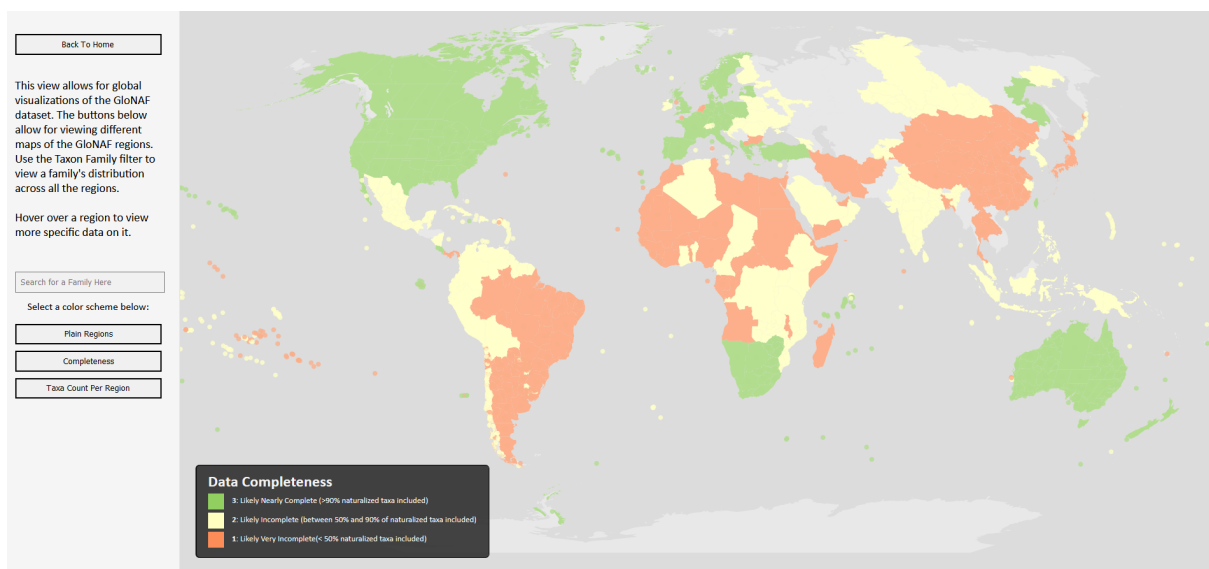 Back To Home
This view allows for global
visualizations of the GloNAF
dataset. The buttons below
allow for viewing different
maps of the GloNAF regions.
Use the Taxon Family filter to
view a family's distribution
across all the regions.
Hover over a region to view
more specific data on it.
Search for a Family Here
Select a color scheme below:
Plain Regions
Completeness
Taxa Count Per Region
Data Completeness
3: Likely Nearly Complete (>90% naturalized taxa included)
2: Likely Incomplete (between 50% and 90% of naturalized taxa included)
1: Likely Very Incomplete(< 50% naturalized taxa included)